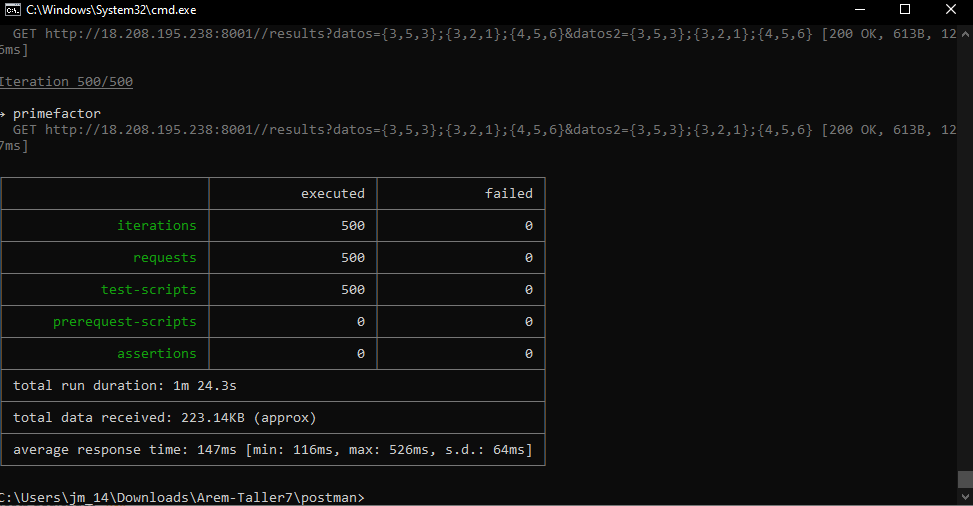 C:\Windows\System32\cmd.exe
GET http://18.208.195.238:8001//results?datos={3,5,3};{3,2,1};{4,5,6}&datos2={3,5,3};{3,2,1};{4,5,6} [200 OK, 613B, 12
6ms]
Iteration 500/500
→ primefactor
GET http://18.208.195.238:8001//results?datos={3,5,3};{3,2,1};{4,5,6}&datos2={3,5,3};{3,2,1};{4,5,6} [200 OK, 613B, 12
7ms]
executed failed
iterations 500 0
requests 500 0
test-scripts 500 0
prerequest-scripts 0 0
assertions 0 0
total run duration: 1m 24.3s
total data received: 223.14KB (approx)
average response time: 147ms [min: 116ms, max: 526ms, s.d.: 64ms]
C:\Users\jm_14\Downloads\Arem-Taller7\postman>